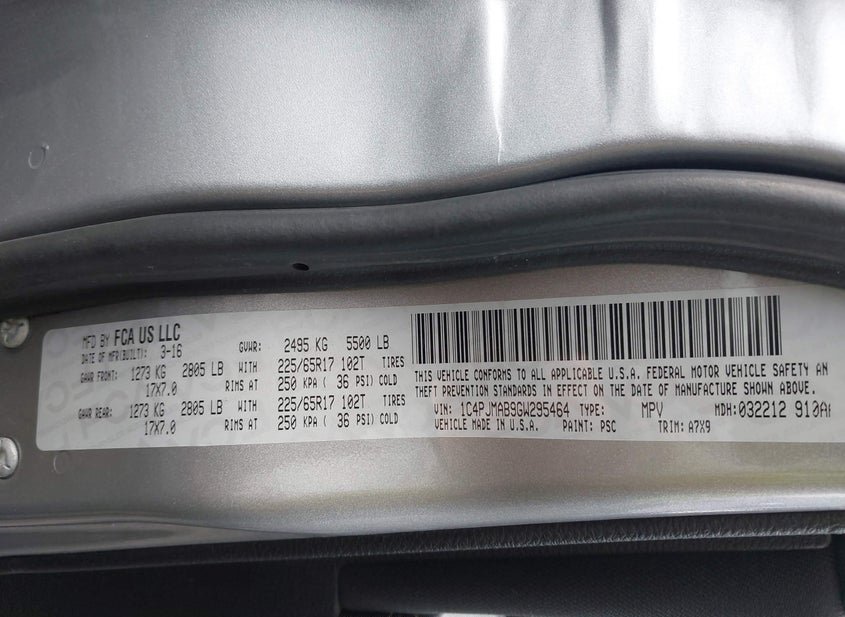 MFD BY FCA US LLC
DATE OF MFR(BUILT): 3-16
GVWR: 2495 KG 5500 LB
GAWR FRONT: 1273 KG 2805 LB WITH 225/65R17 102T TIRES
17X7.0 RIMS AT 250 KPA ( 36 PSI) COLD
GAWR REAR: 1273 KG 2805 LB WITH 225/65R17 102T TIRES
17X7.0 RIMS AT 250 KPA ( 36 PSI) COLD
THIS VEHICLE CONFORMS TO ALL APPLICABLE U.S.A. FEDERAL MOTOR VEHICLE SAFETY AN
THEFT PREVENTION STANDARDS IN EFFECT ON THE DATE OF MANUFACTURE SHOWN ABOVE.
VIN: 1C4PJMAB9GW295464 TYPE: MPV MDH: 032212 910A
VEHICLE MADE IN U.S.A. PAINT: PSC TRIM: A7X9